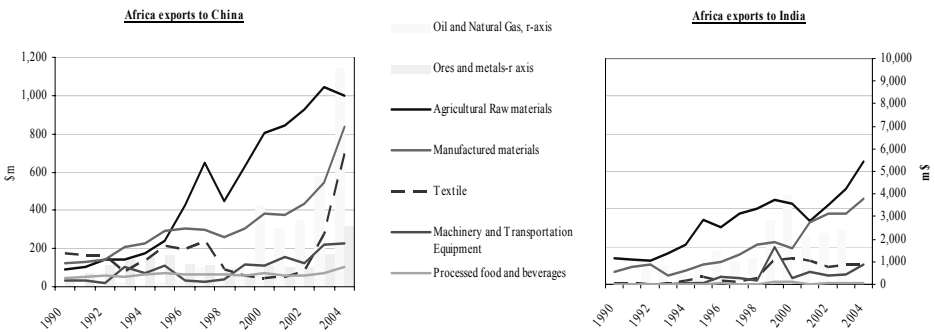 Africa exports to China
$m
1,200
1,000
800
600
400
200
0
1990
1992
1994
1996
1998
2000
2002
2004
Oil and Natural Gas, r-axis
Ores and metals-r axis
Agricultural Raw materials
Manufactured materials
Textile
Machinery and Transportation
Equipment
Processed food and beverages
Africa exports to India
10,000
9,000
8,000
7,000
6,000
5,000
4,000
3,000
2,000
1,000
0
$ m
1990
1992
1994
1996
1998
2000
2002
2004